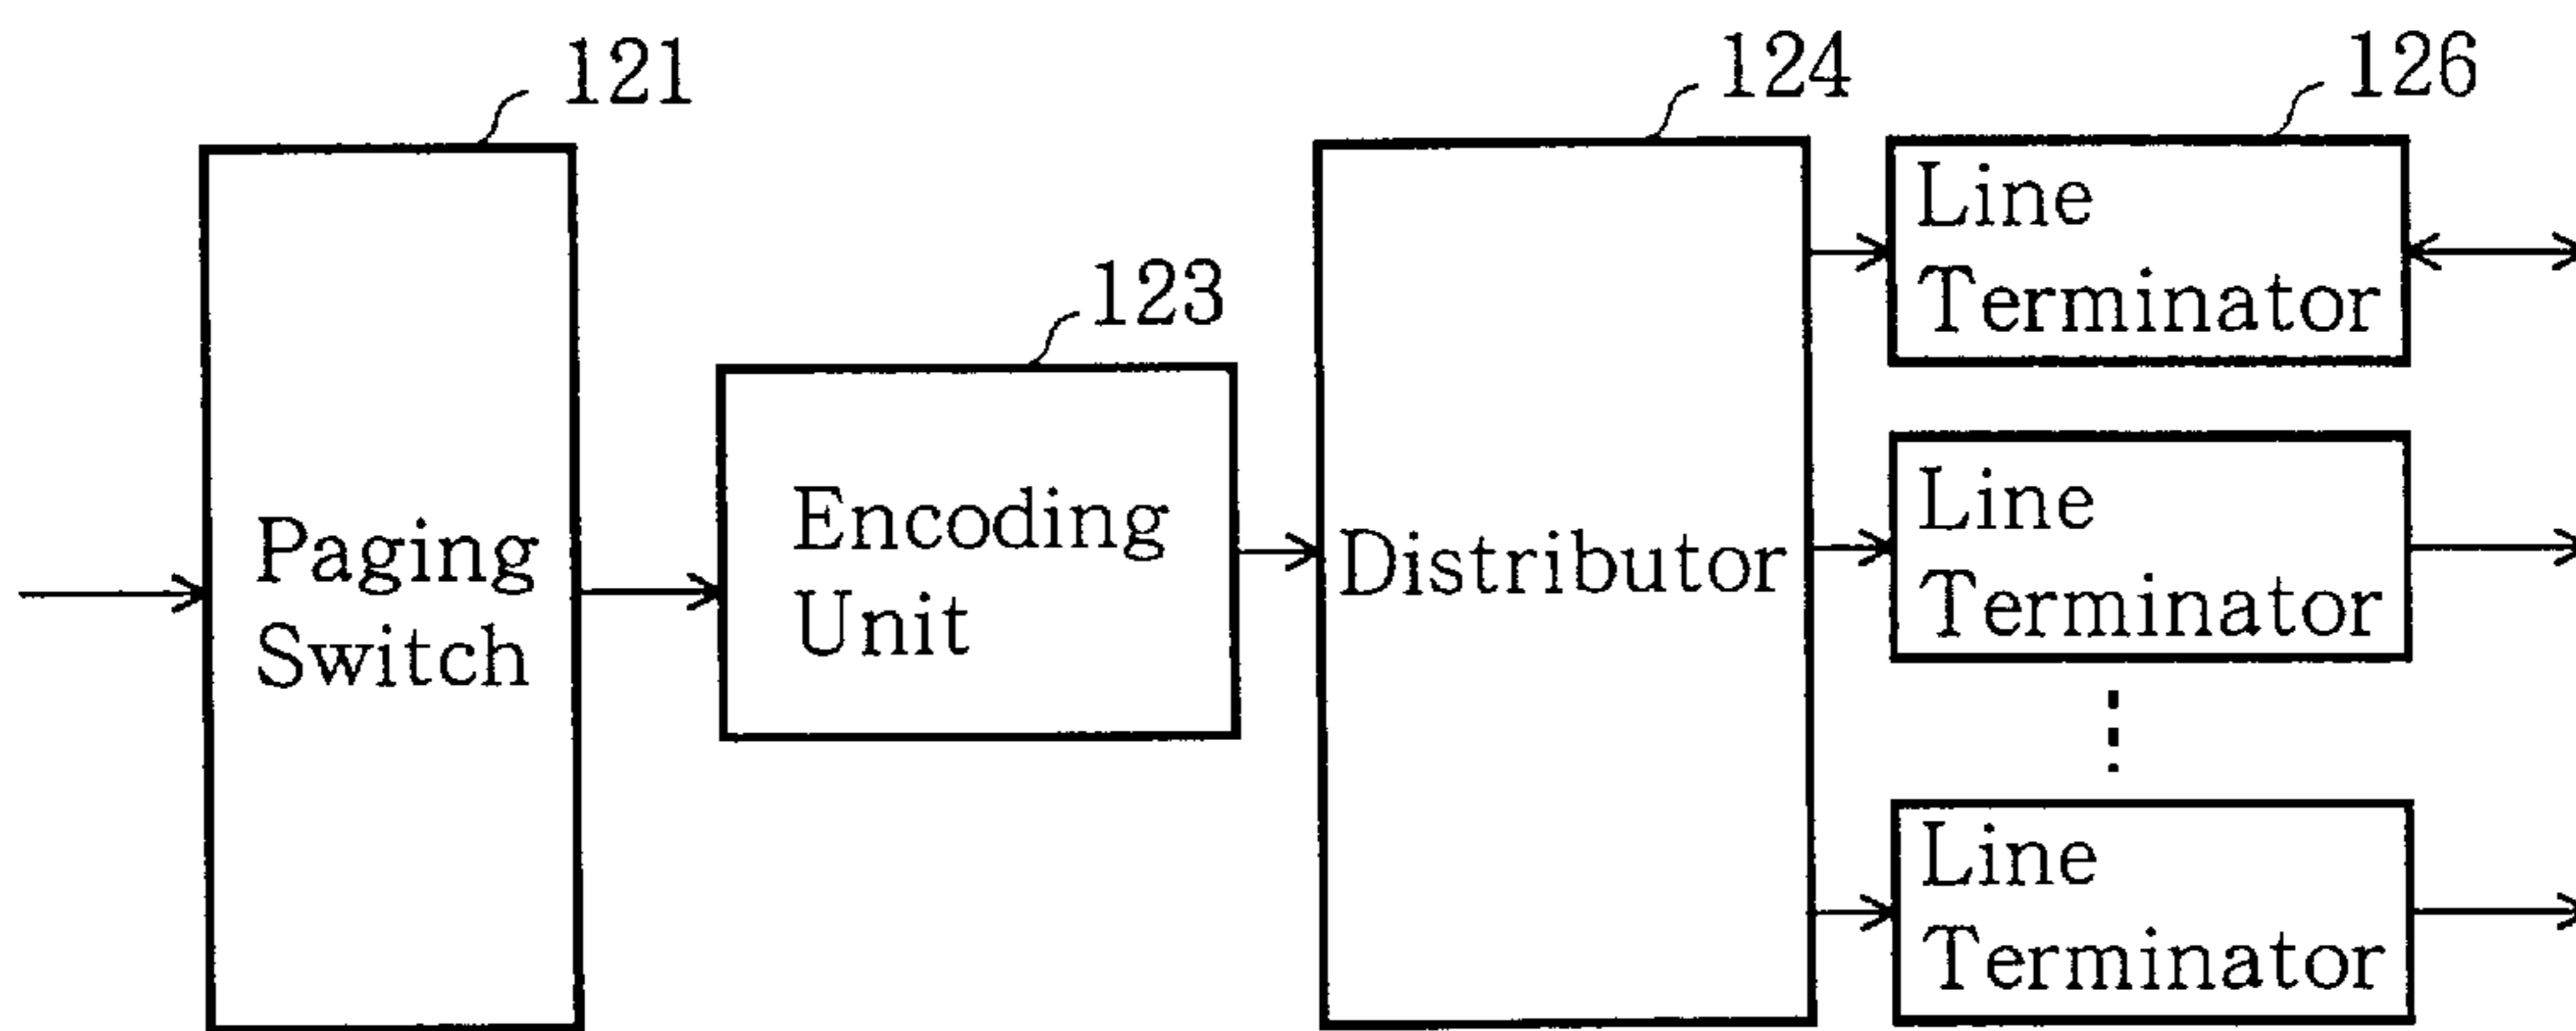 121
Paging
Switch
123
Encoding
Unit
124
Distributor
126
Line
Terminator
Line
Terminator
Line
Terminator